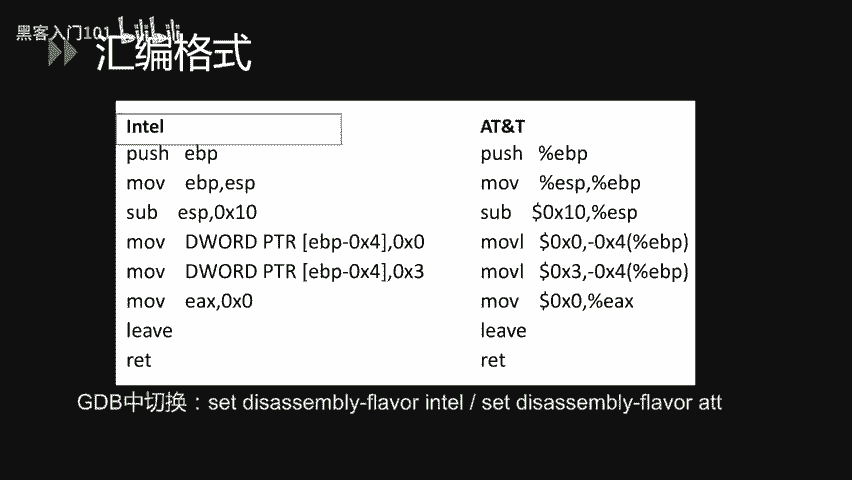 黑客入门101 bilibili
汇编格式
Intel AT&T
push ebp push %ebp
mov ebp,esp mov %esp,%ebp
sub esp,0x10 sub $0x10,%esp
mov DWORD PTR [ebp-0x4],0x0 movl $0x0,-0x4(%ebp)
mov DWORD PTR [ebp-0x4],0x3 movl $0x3,-0x4(%ebp)
mov eax,0x0 mov $0x0,%eax
leave leave
ret ret
GDB中切换：set disassembly-flavor intel / set disassembly-flavor att